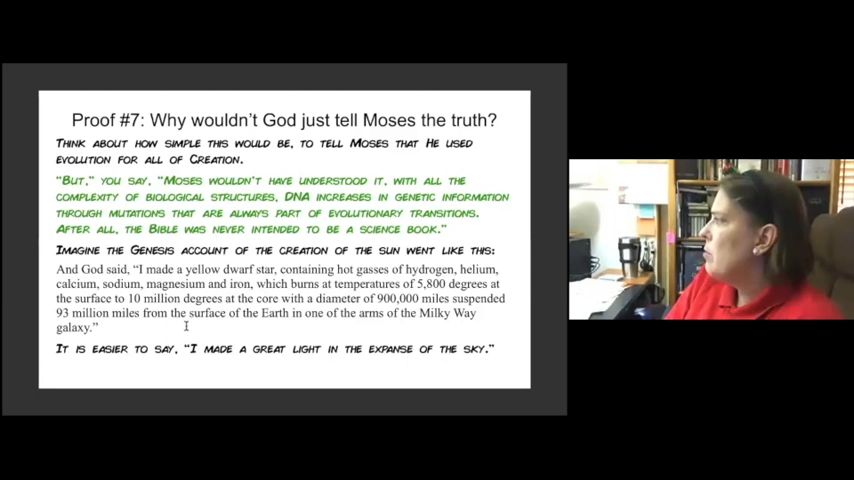 Proof #7: Why wouldn't God just tell Moses the truth?
Think about how simple this would be, to tell Moses that He used
evolution for all of Creation.
"But," you say, "Moses wouldn't have understood it, with all the
complexity of biological structures, DNA increases in genetic information
through mutations that are always part of evolutionary transitions.
After all, the Bible was never intended to be a science book."
Imagine the Genesis account of the creation of the sun went like this:
And God said, "I made a yellow dwarf star, containing hot gasses of hydrogen, helium,
calcium, sodium, magnesium and iron, which burns at temperatures of 5,800 degrees at
the surface to 10 million degrees at the core with a diameter of 900,000 miles suspended
93 million miles from the surface of the Earth in one of the arms of the Milky Way
galaxy."
It is easier to say, "I made a great light in the expanse of the sky."